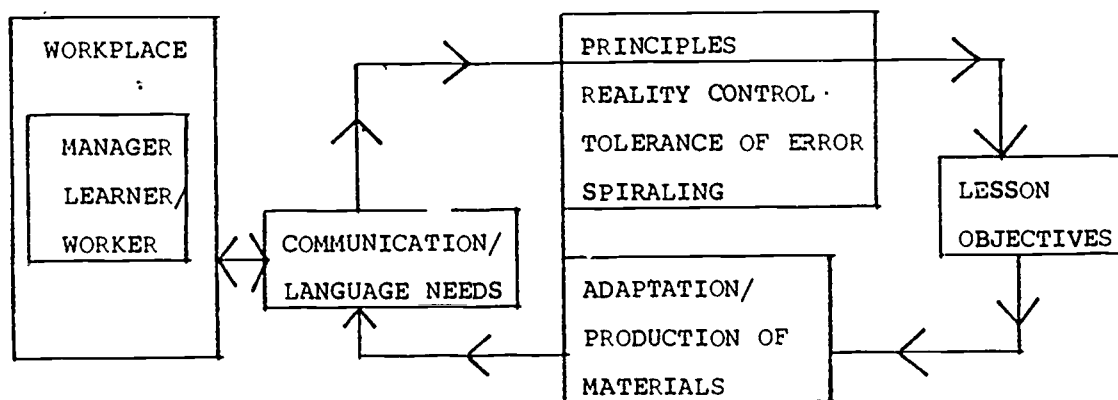 WORKPLACE
MANAGER
LEARNER/
WORKER
COMMUNICATION/
LANGUAGE NEEDS
PRINCIPLES
REALITY CONTROL
TOLERANCE OF ERROR
SPIRALING
LESSON
OBJECTIVES
ADAPTATION/
PRODUCTION OF
MATERIALS